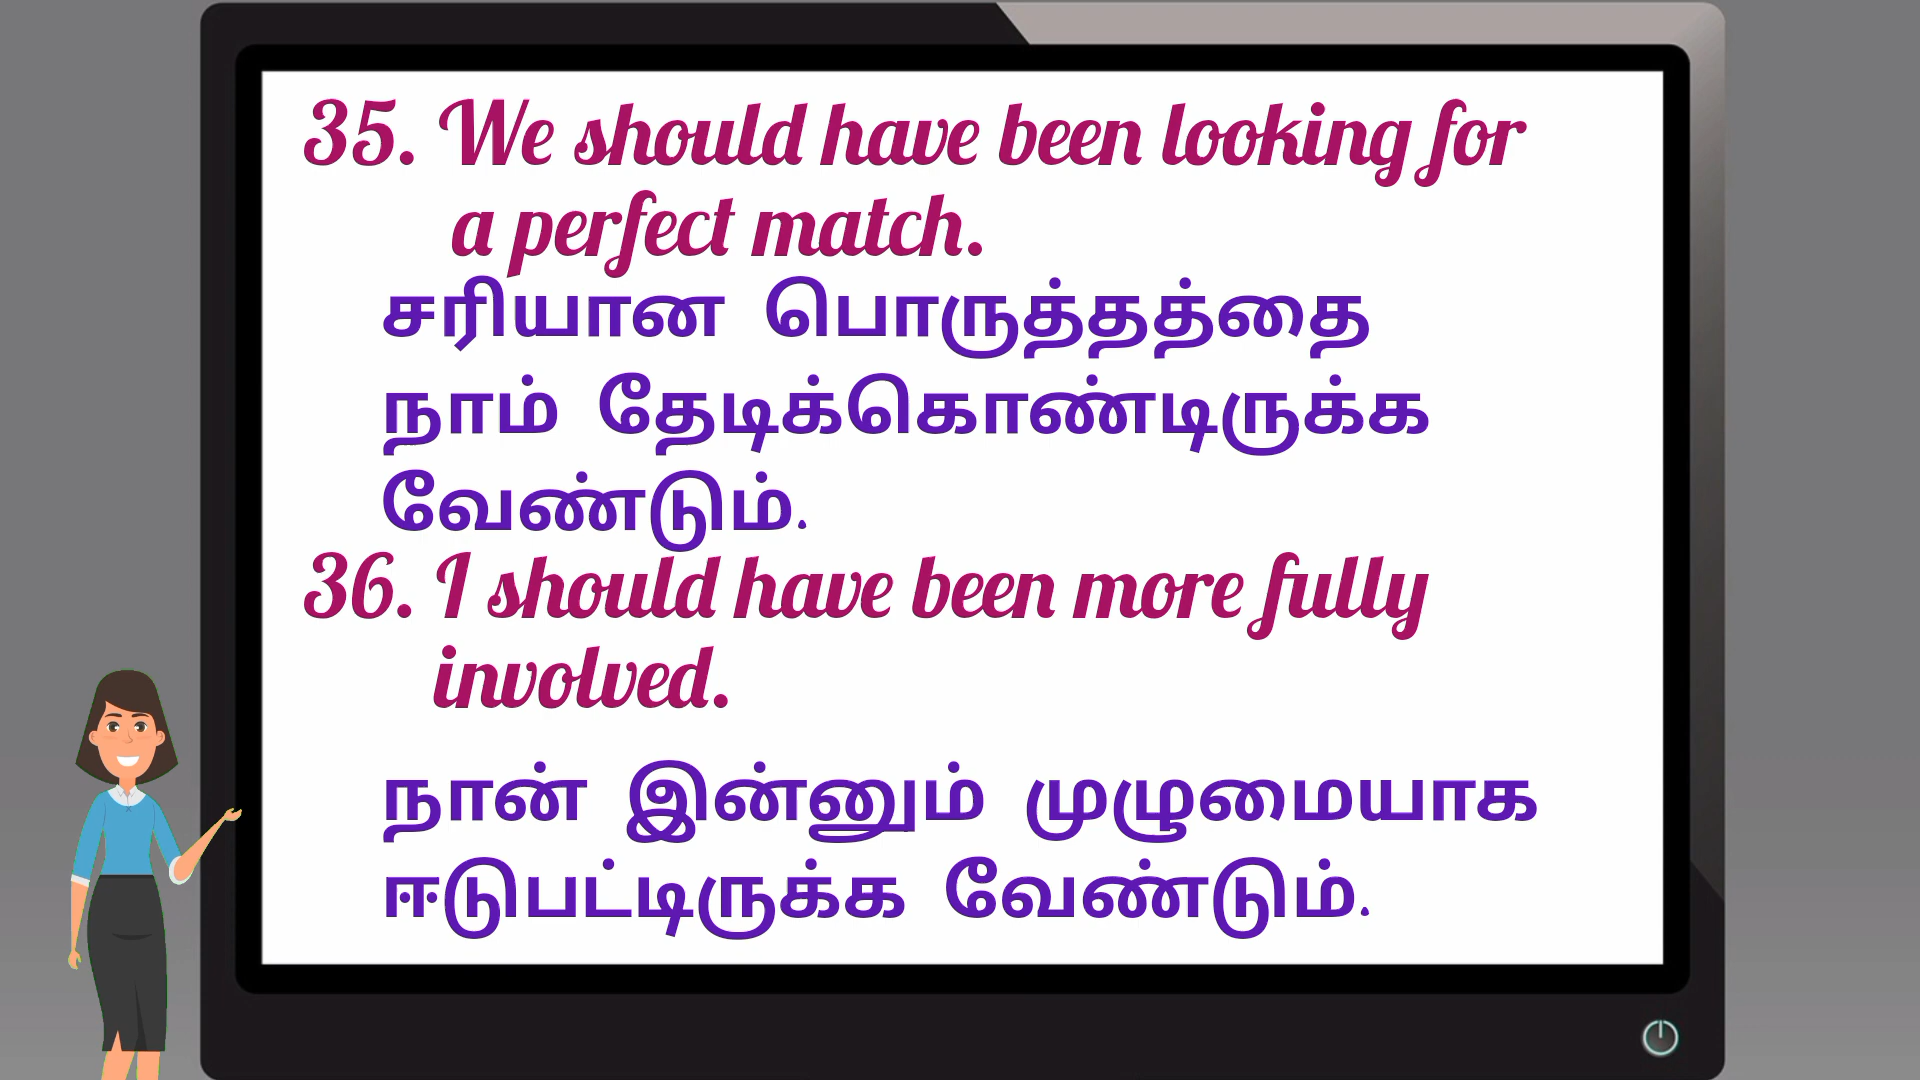 35. We should have been looking for
a perfect match.
சரியான பொருத்தத்தை
நாம் தேடிக்கொண்டிருக்க
வேண்டும்.
36. I should have been more fully
involved.
நான் இன்னும் முழுமையாக
ஈடுபட்டிருக்க வேண்டும்.